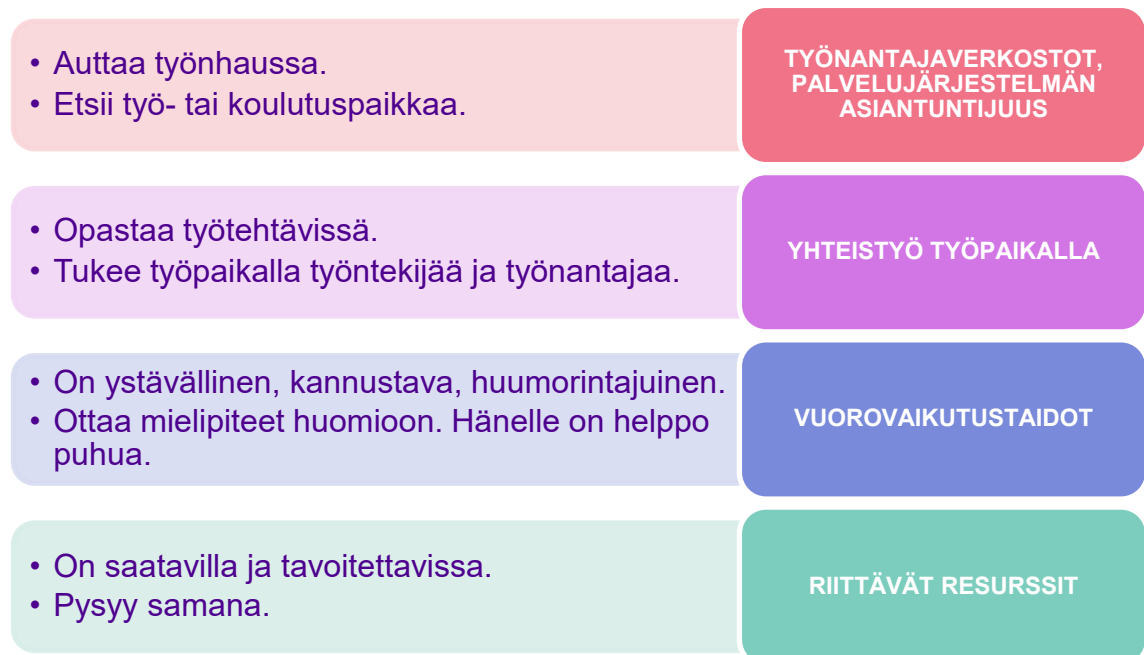 • Auttaa työnhaussa.
• Etsii työ- tai koulutuspaikkaa.
TYÖNANTAJAVERKOSTOT,
PALVELUJÄRJESTELMÄN
ASIANTUNTIJUUS
• Opastaa työtehtävissä.
• Tukee työpaikalla työntekijää ja työnantajaa.
YHTEISTYÖ TYÖPAIKALLA
• On ystävällinen, kannustava, huumorintajuinen.
• Ottaa mielipiteet huomioon. Hänelle on helppo
puhua.
VUOROVAIKUTUSTAIDOT
• On saatavilla ja tavoitettavissa.
• Pysyy samana.
RIITTÄVÄT RESURSSIT